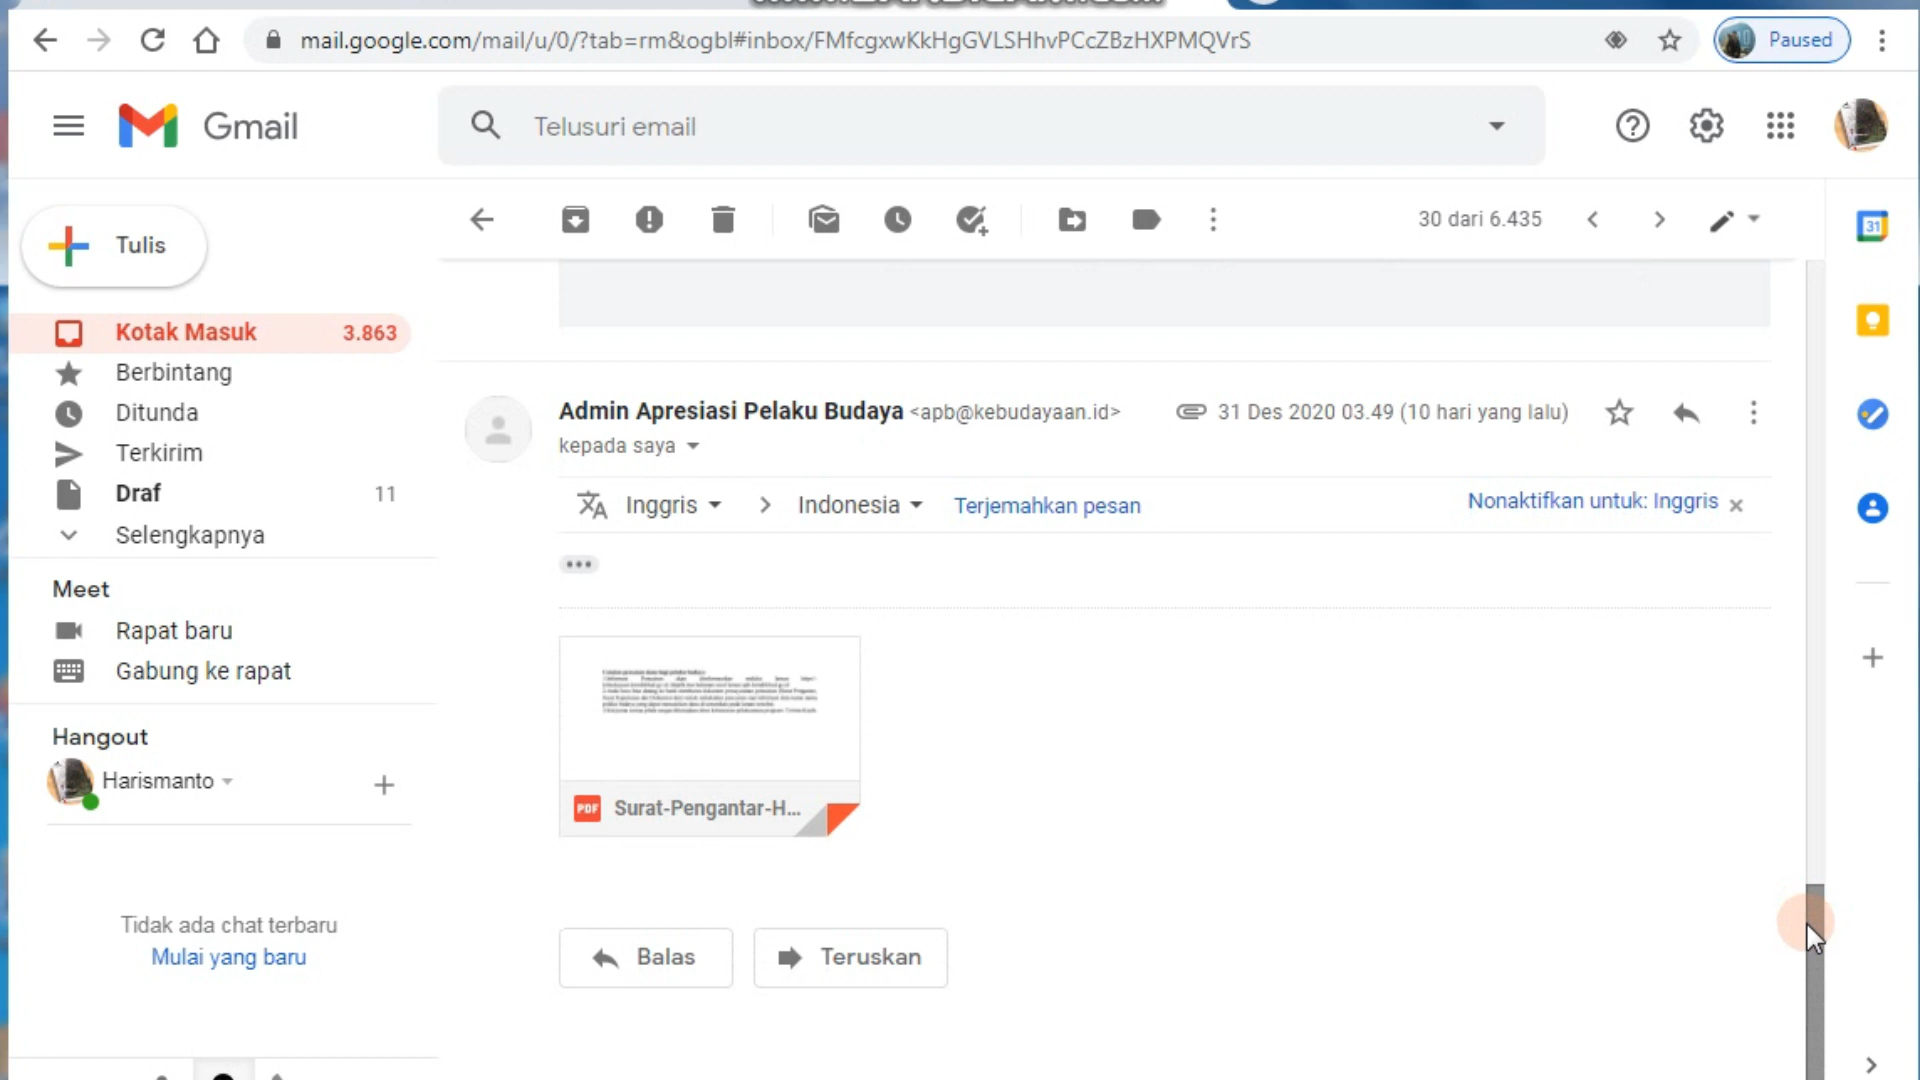 mail.google.com/mail/u/0/?tab=rm&ogbl#inbox/FMfcgxwKkHgGVLSHhvPCcZBzHXPMQVrS
Paused
Gmail
Telusuri email
Tulis
30 dari 6.435
31
Kotak Masuk 3.863
Berbintang
Ditunda
Terkirim
Draf 11
Selengkapnya
Meet
Rapat baru
Gabung ke rapat
Hangout
Harismanto
Tidak ada chat terbaru
Mulai yang baru
Admin Apresiasi Pelaku Budaya <apb@kebudayaan.id> 31 Des 2020 03.49 (10 hari yang lalu)
kepada saya
Inggris > Indonesia Terjemahkan pesan Nonaktifkan untuk: Inggris
PDF Surat-Pengantar-H...
Balas
Teruskan